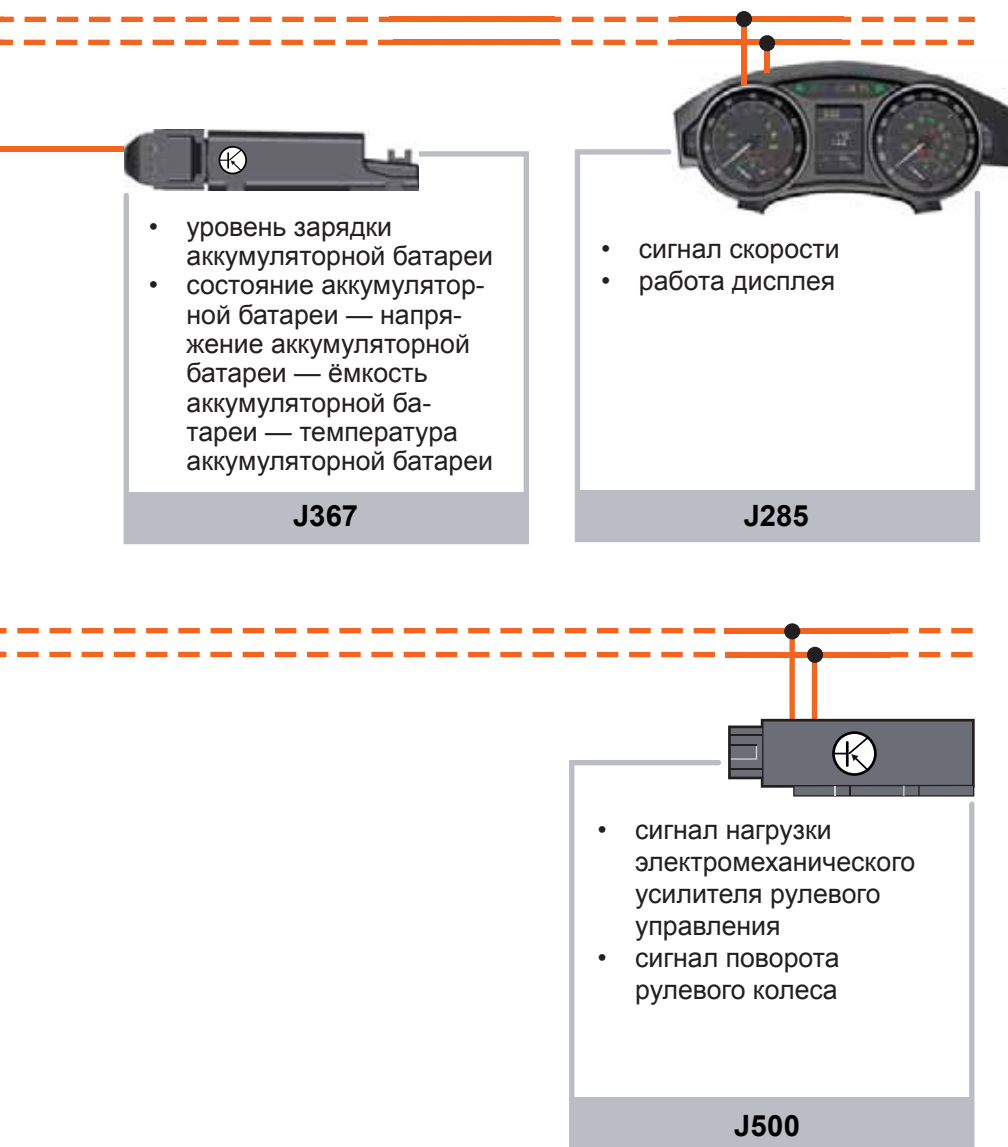 • уровень зарядки
аккумуляторной батареи
• состояние аккумулятор-
ной батареи — напря-
жение аккумуляторной
батареи — ёмкость
аккумуляторной ба-
тареи — температура
аккумуляторной батареи
J367
• сигнал скорости
• работа дисплея
J285
• сигнал нагрузки
электромеханического
усилителя рулевого
управления
• сигнал поворота
рулевого колеса
J500